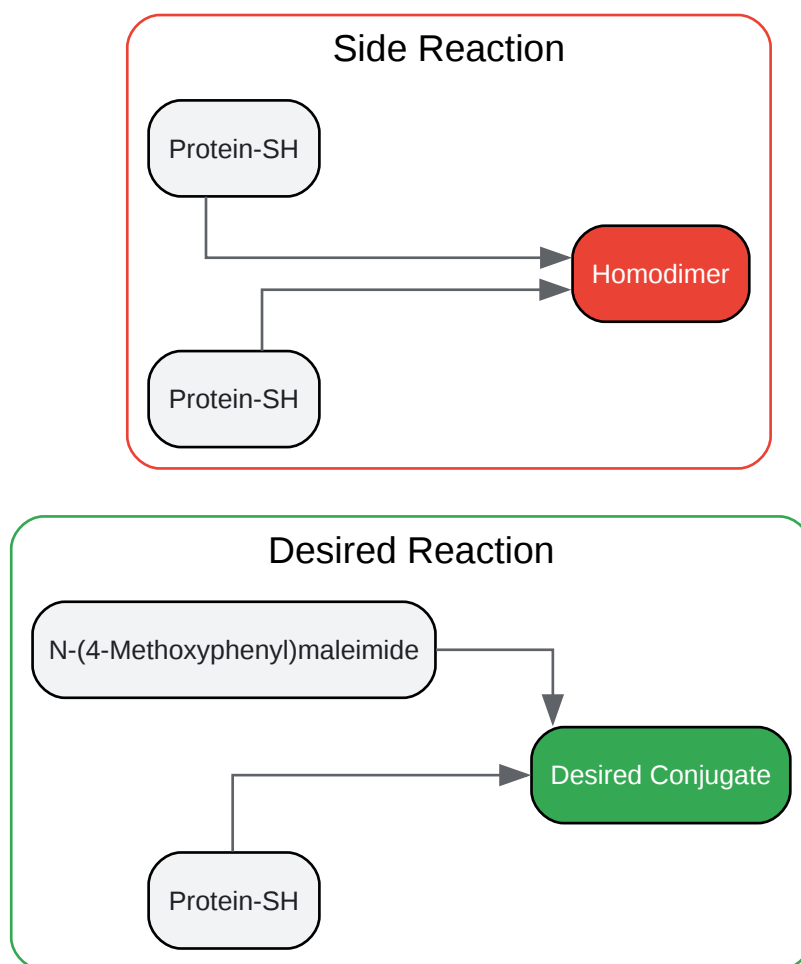 Side Reaction
Protein-SH
Homodimer
Protein-SH
Desired Reaction
N-(4-Methoxyphenyl)maleimide
Desired Conjugate
Protein-SH